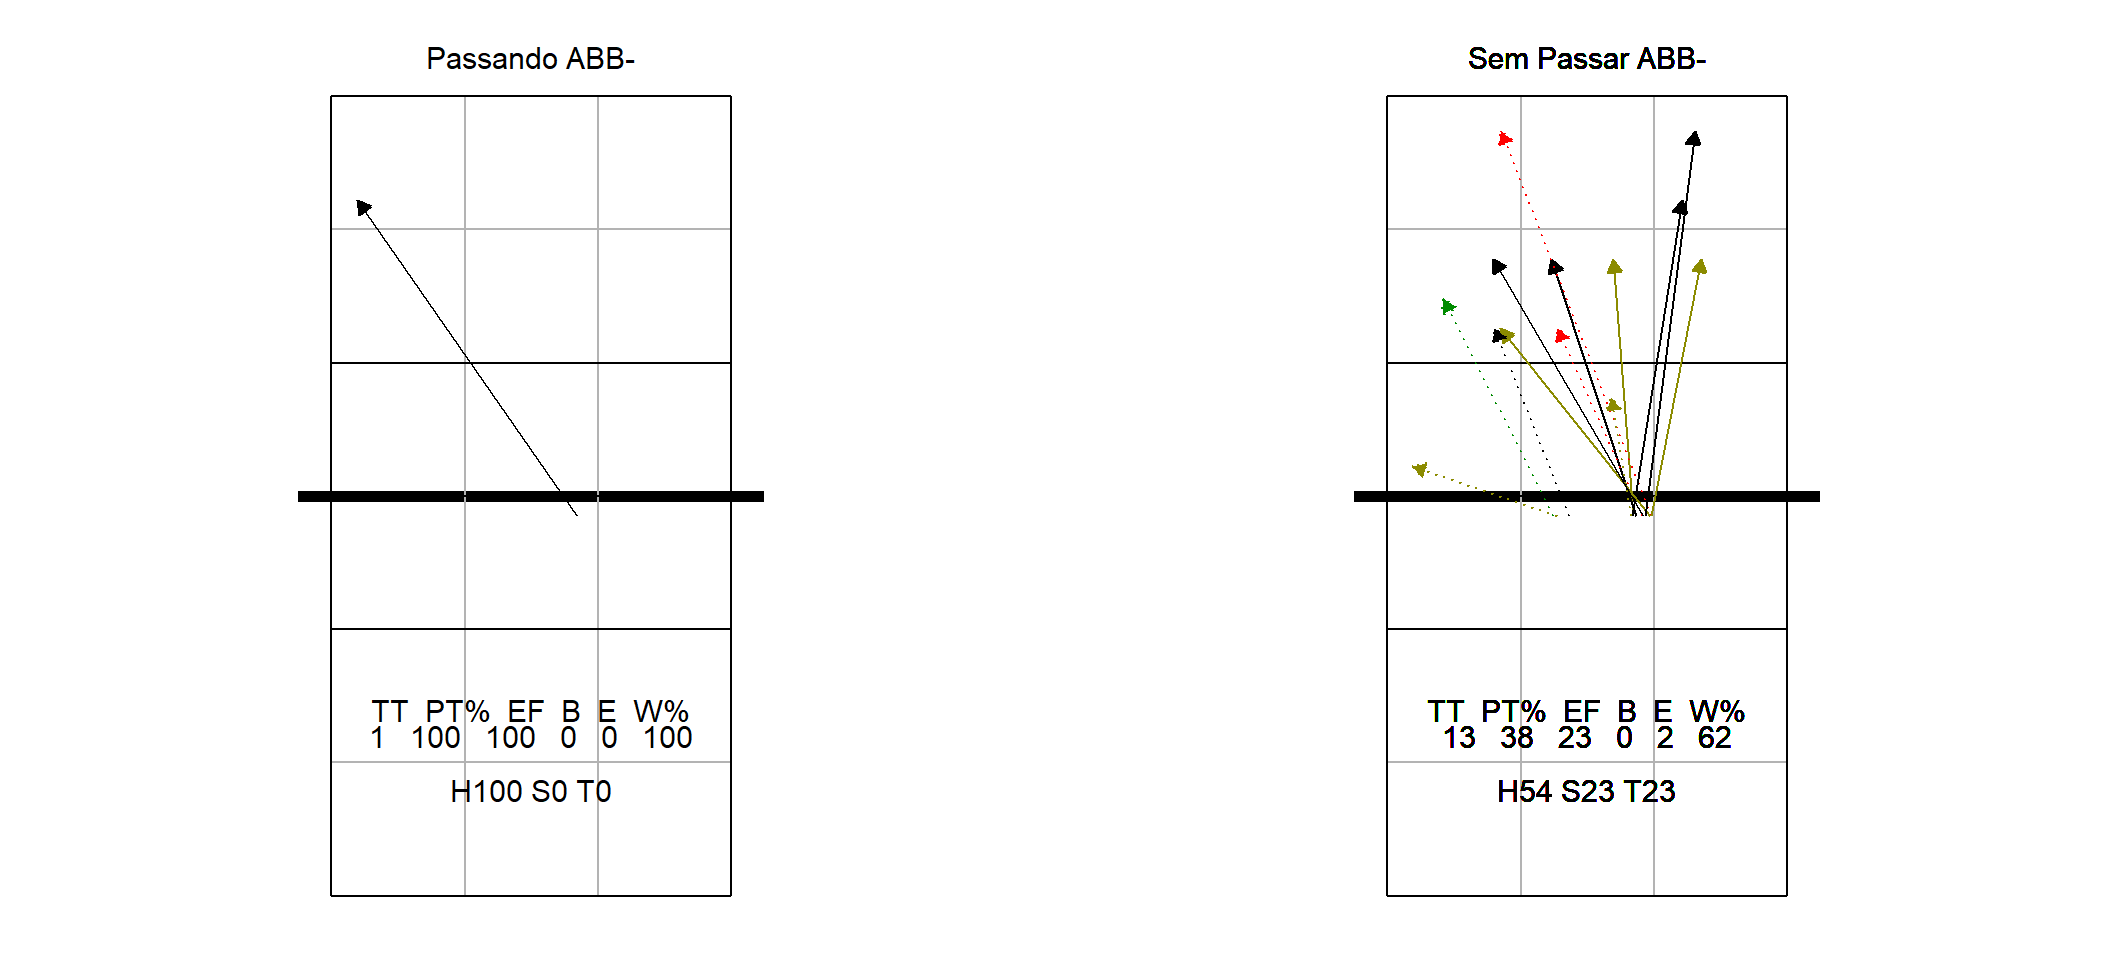 Passando ABB-
TT PT% EF B E W%
1 100 100 0 0 100
H100 S0 T0
Sem Passar ABB-
TT PT% EF B E W%
13 38 23 0 2 62
H54 S23 T23